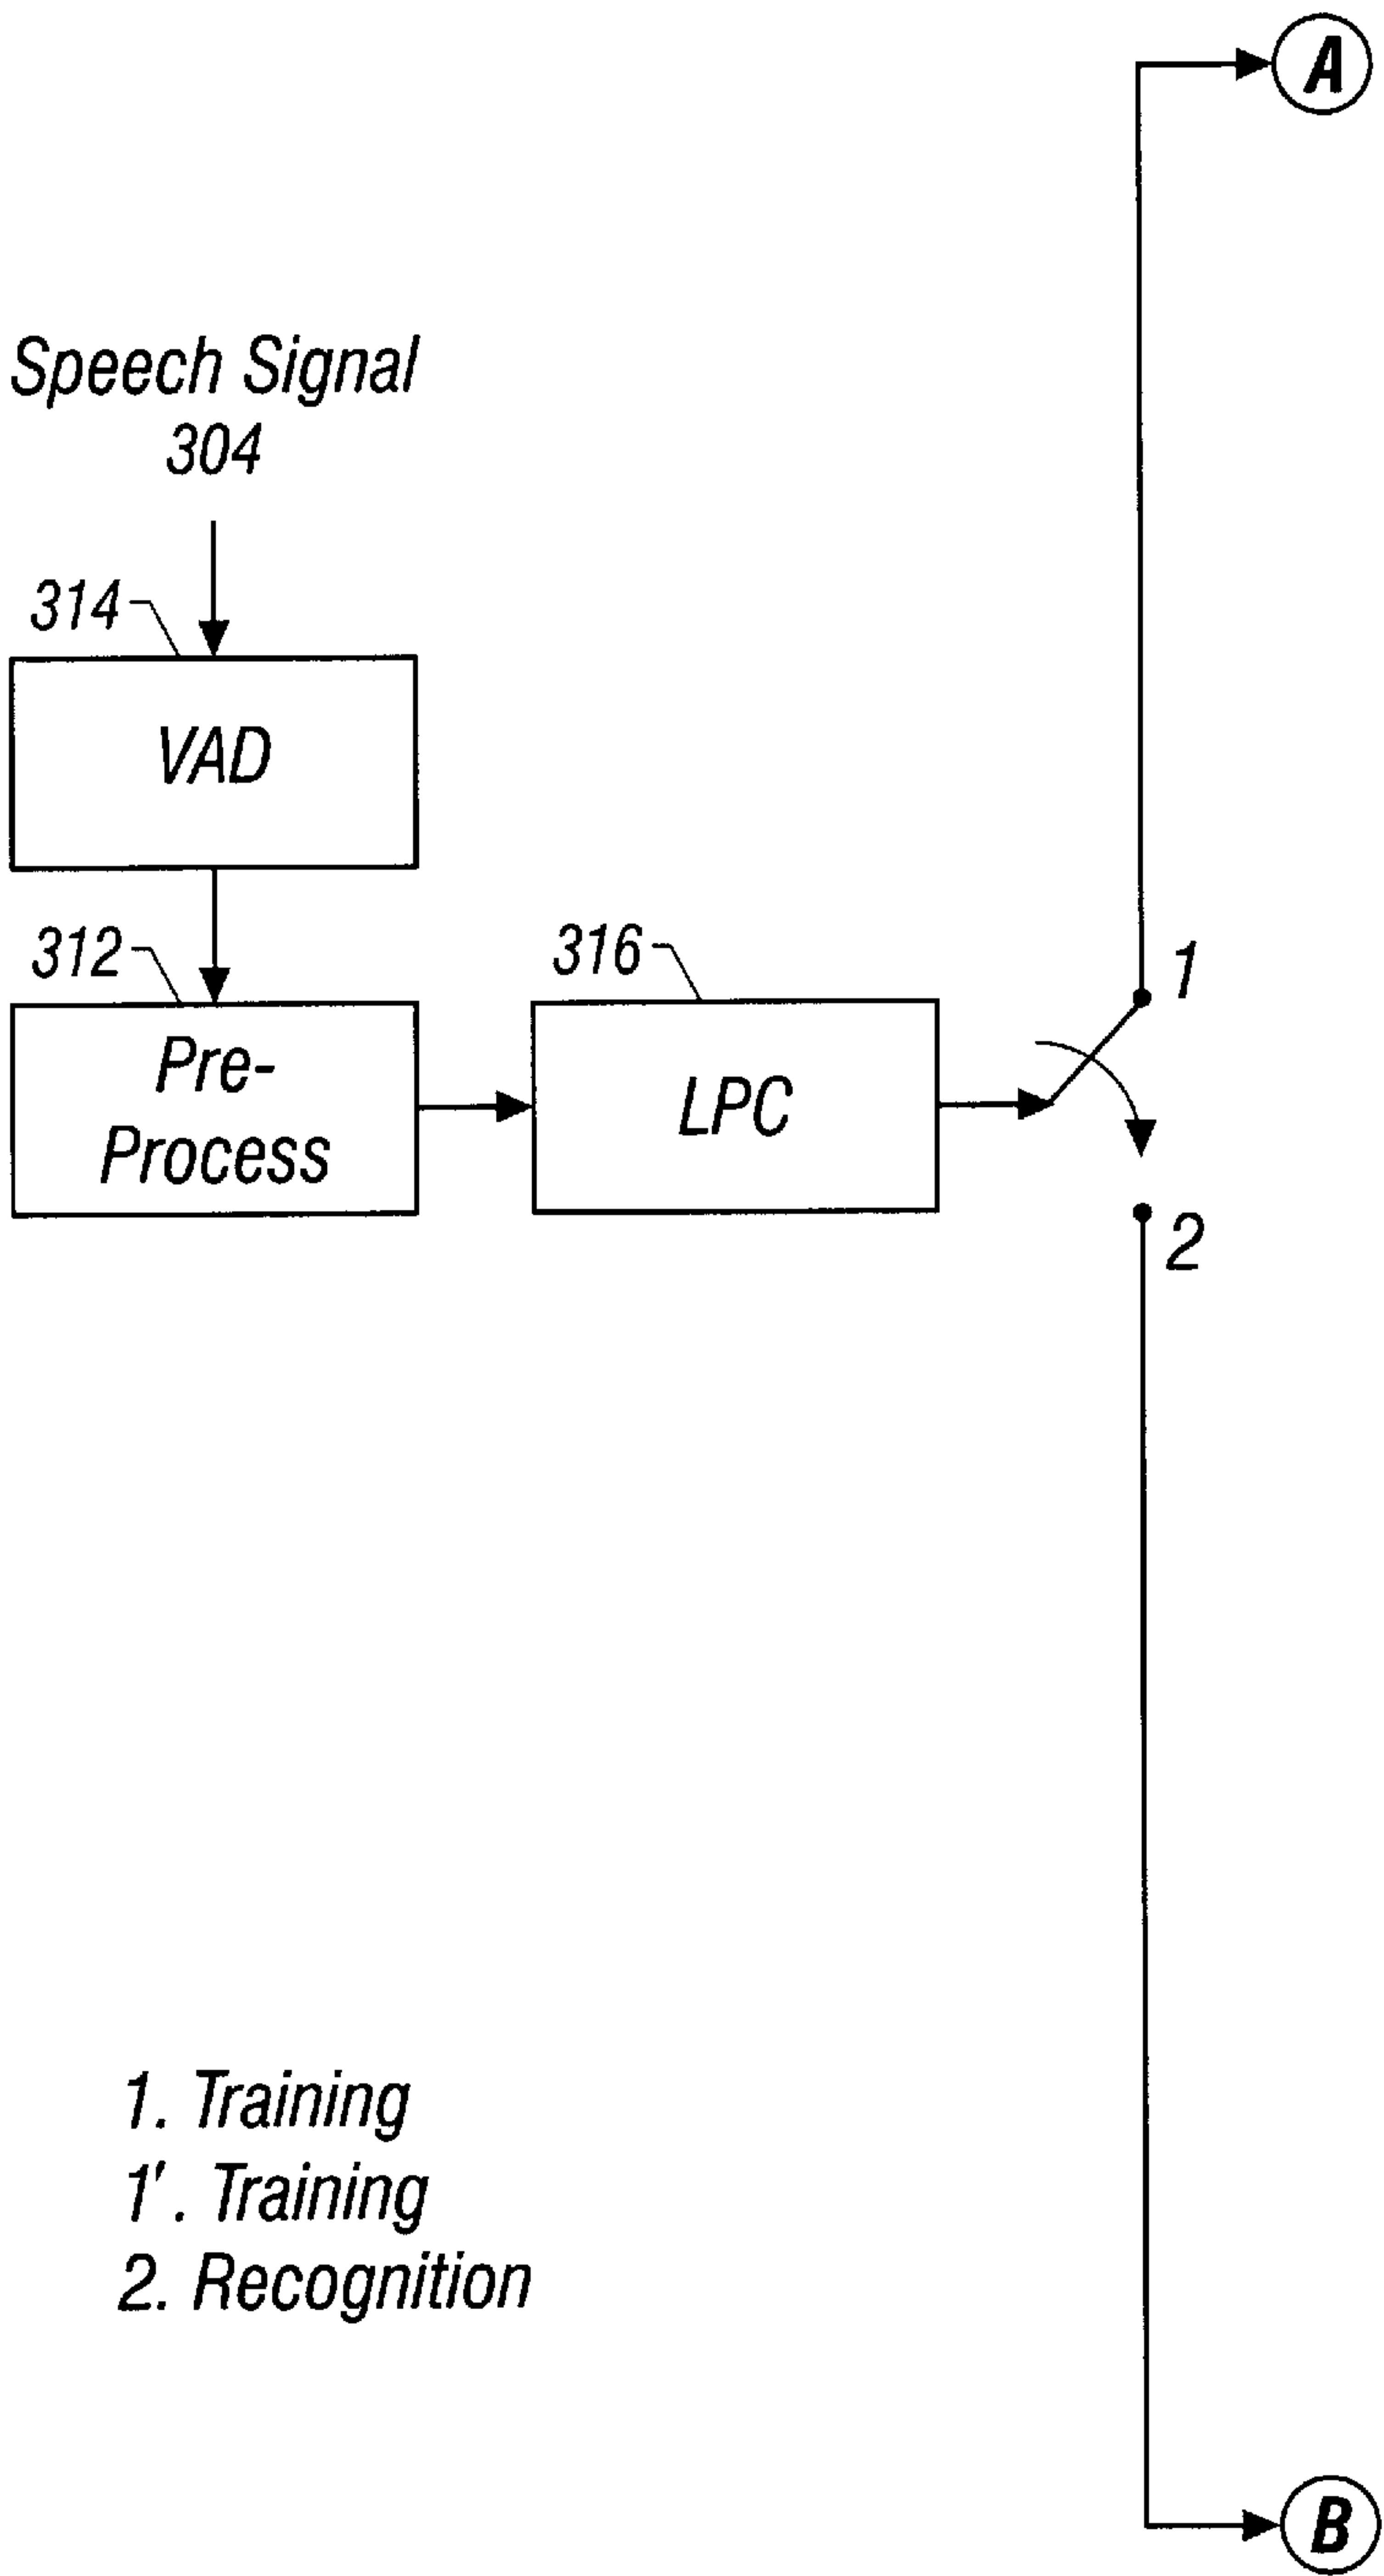 A
Speech Signal
304
314
VAD
312
316
1
Pre-
Process
LPC
2
1. Training
1'. Training
2. Recognition
B